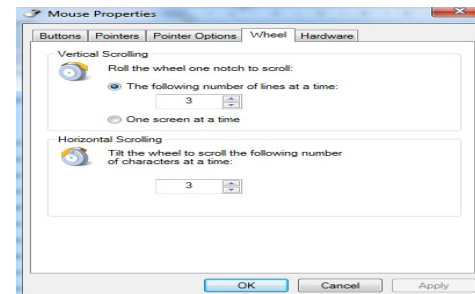 Mouse Properties
Buttons Pointers Pointer Options Wheel Hardware
Vertical Scrolling
Roll the wheel one notch to scroll:
The following number of lines at a time:
3
One screen at a time
Horizontal Scrolling
Tilt the wheel to scroll the following number
of characters at a time:
3
OK Cancel Apply